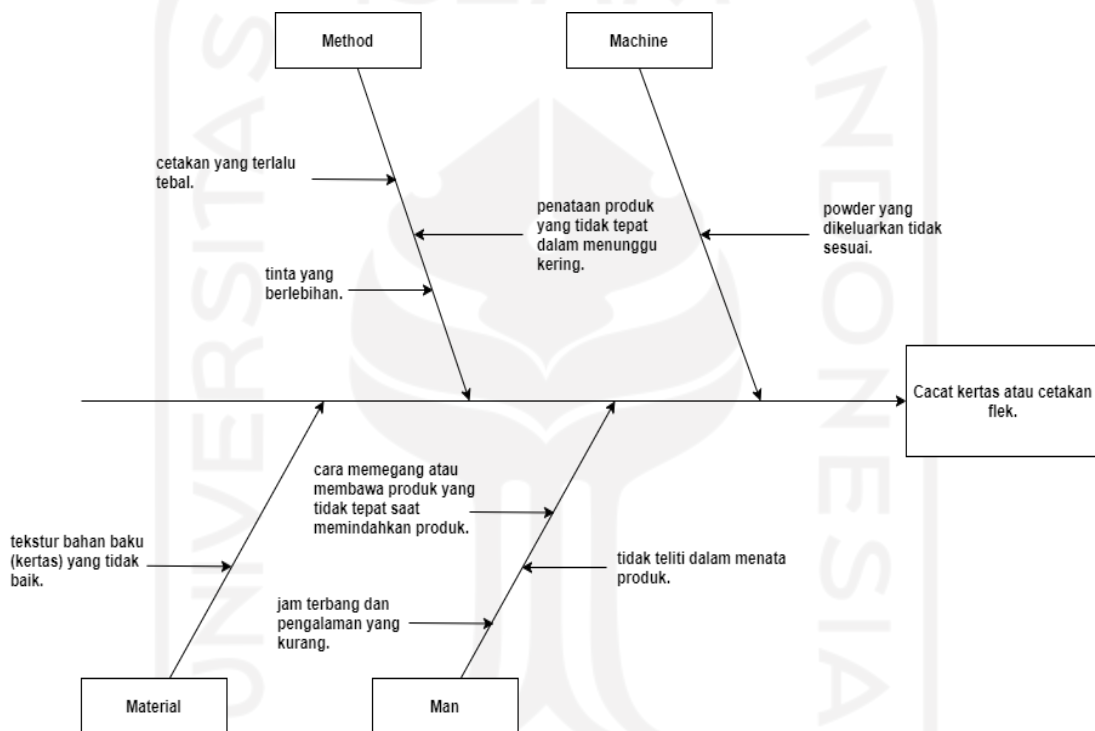 ISLAM
UNIVERSITAS
INDONESIA
Method
Machine
cetakan yang terlalu
tebal.
penataan produk
yang tidak tepat
dalam menunggu
kering.
powder yang
dikeluarkan tidak
sesuai.
tinta yang
berlebihan.
Cacat kertas atau cetakan
flek.
cara memegang atau
membawa produk yang
tidak tepat saat
memindahkan produk.
tekstur bahan baku
(kertas) yang tidak
baik.
tidak teliti dalam menata
produk.
jam terbang dan
pengalaman yang
kurang.
Material
Man